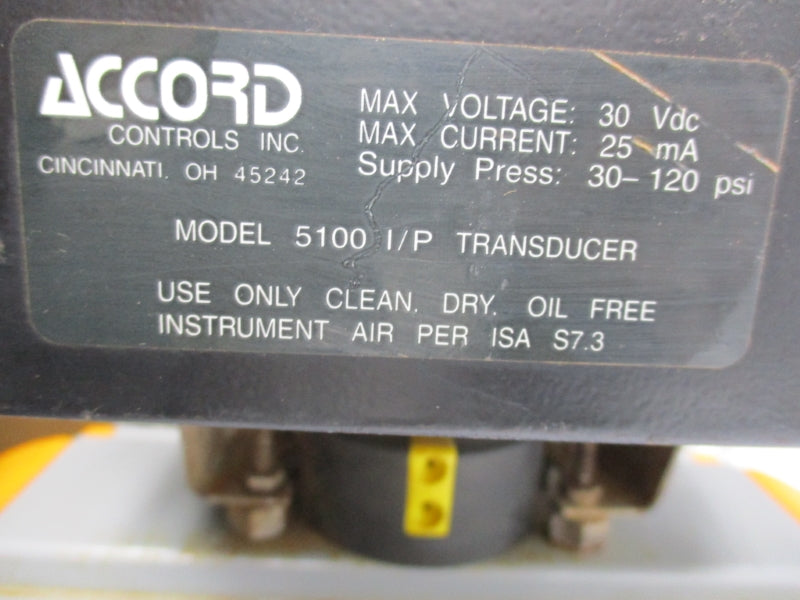 ACCORD
CONTROLS INC.
CINCINNATI, OH 45242
MAX VOLTAGE: 30 Vdc
MAX CURRENT: 25 mA
Supply Press: 30-120 psi
MODEL 5100 I/P TRANSDUCER
USE ONLY CLEAN, DRY, OIL FREE
INSTRUMENT AIR PER ISA S7.3